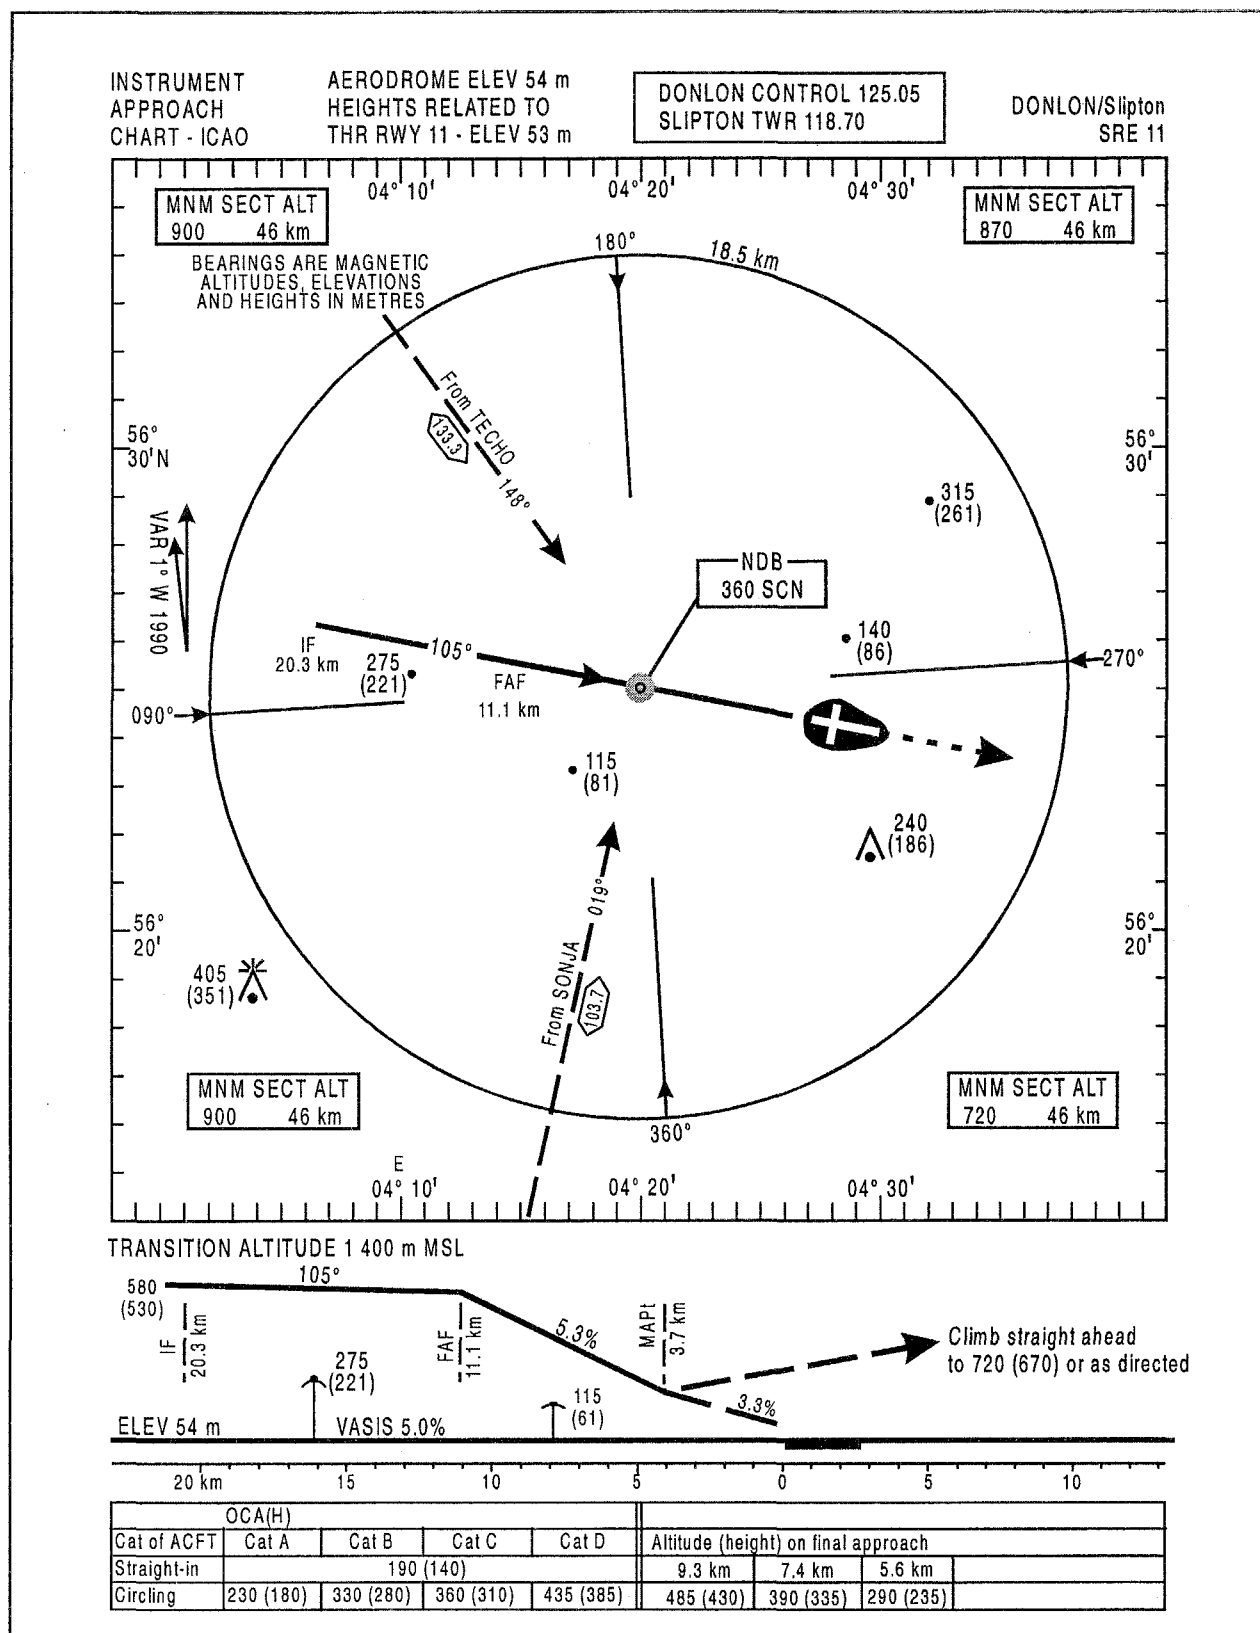 INSTRUMENT
APPROACH
CHART - ICAO
AERODROME ELEV 54 m
HEIGHTS RELATED TO
THR RWY 11 - ELEV 53 m
DONLON CONTROL 125.05
SLIPTON TWR 118.70
DONLON/Slipton
SRE 11
04° 10'
04° 20'
04° 30'
MNM SECT ALT
900 46 km
MNM SECT ALT
870 46 km
180°
18.5 km
BEARINGS ARE MAGNETIC
ALTITUDES, ELEVATIONS
AND HEIGHTS IN METRES
From TECHO 148°
133.3
56°
30'N
56°
30'
315
(261)
VAR 1° W 1990
NDB
360 SCN
IF
20.3 km
105°
275
(221)
FAF
11.1 km
140
(86)
270°
090°
115
(81)
240
(186)
From SONJA 019°
103.7
56°
20'
56°
20'
405
(351)
MNM SECT ALT
900 46 km
MNM SECT ALT
720 46 km
360°
E
04° 10'
04° 20'
04° 30'
TRANSITION ALTITUDE 1 400 m MSL
580
(530)
105°
IF
20.3 km
FAF
11.1 km
5.3%
MAPt
3.7 km
Climb straight ahead
to 720 (670) or as directed
275
(221)
115
(61)
3.3%
ELEV 54 m
VASIS 5.0%
20 km 15 10 5 0 5 10
OCA(H)
Cat of ACFT Cat A Cat B Cat C Cat D Altitude (height) on final approach
Straight-in 190 (140) 9.3 km 7.4 km 5.6 km
Circling 230 (180) 330 (280) 360 (310) 435 (385) 485 (430) 390 (335) 290 (235)